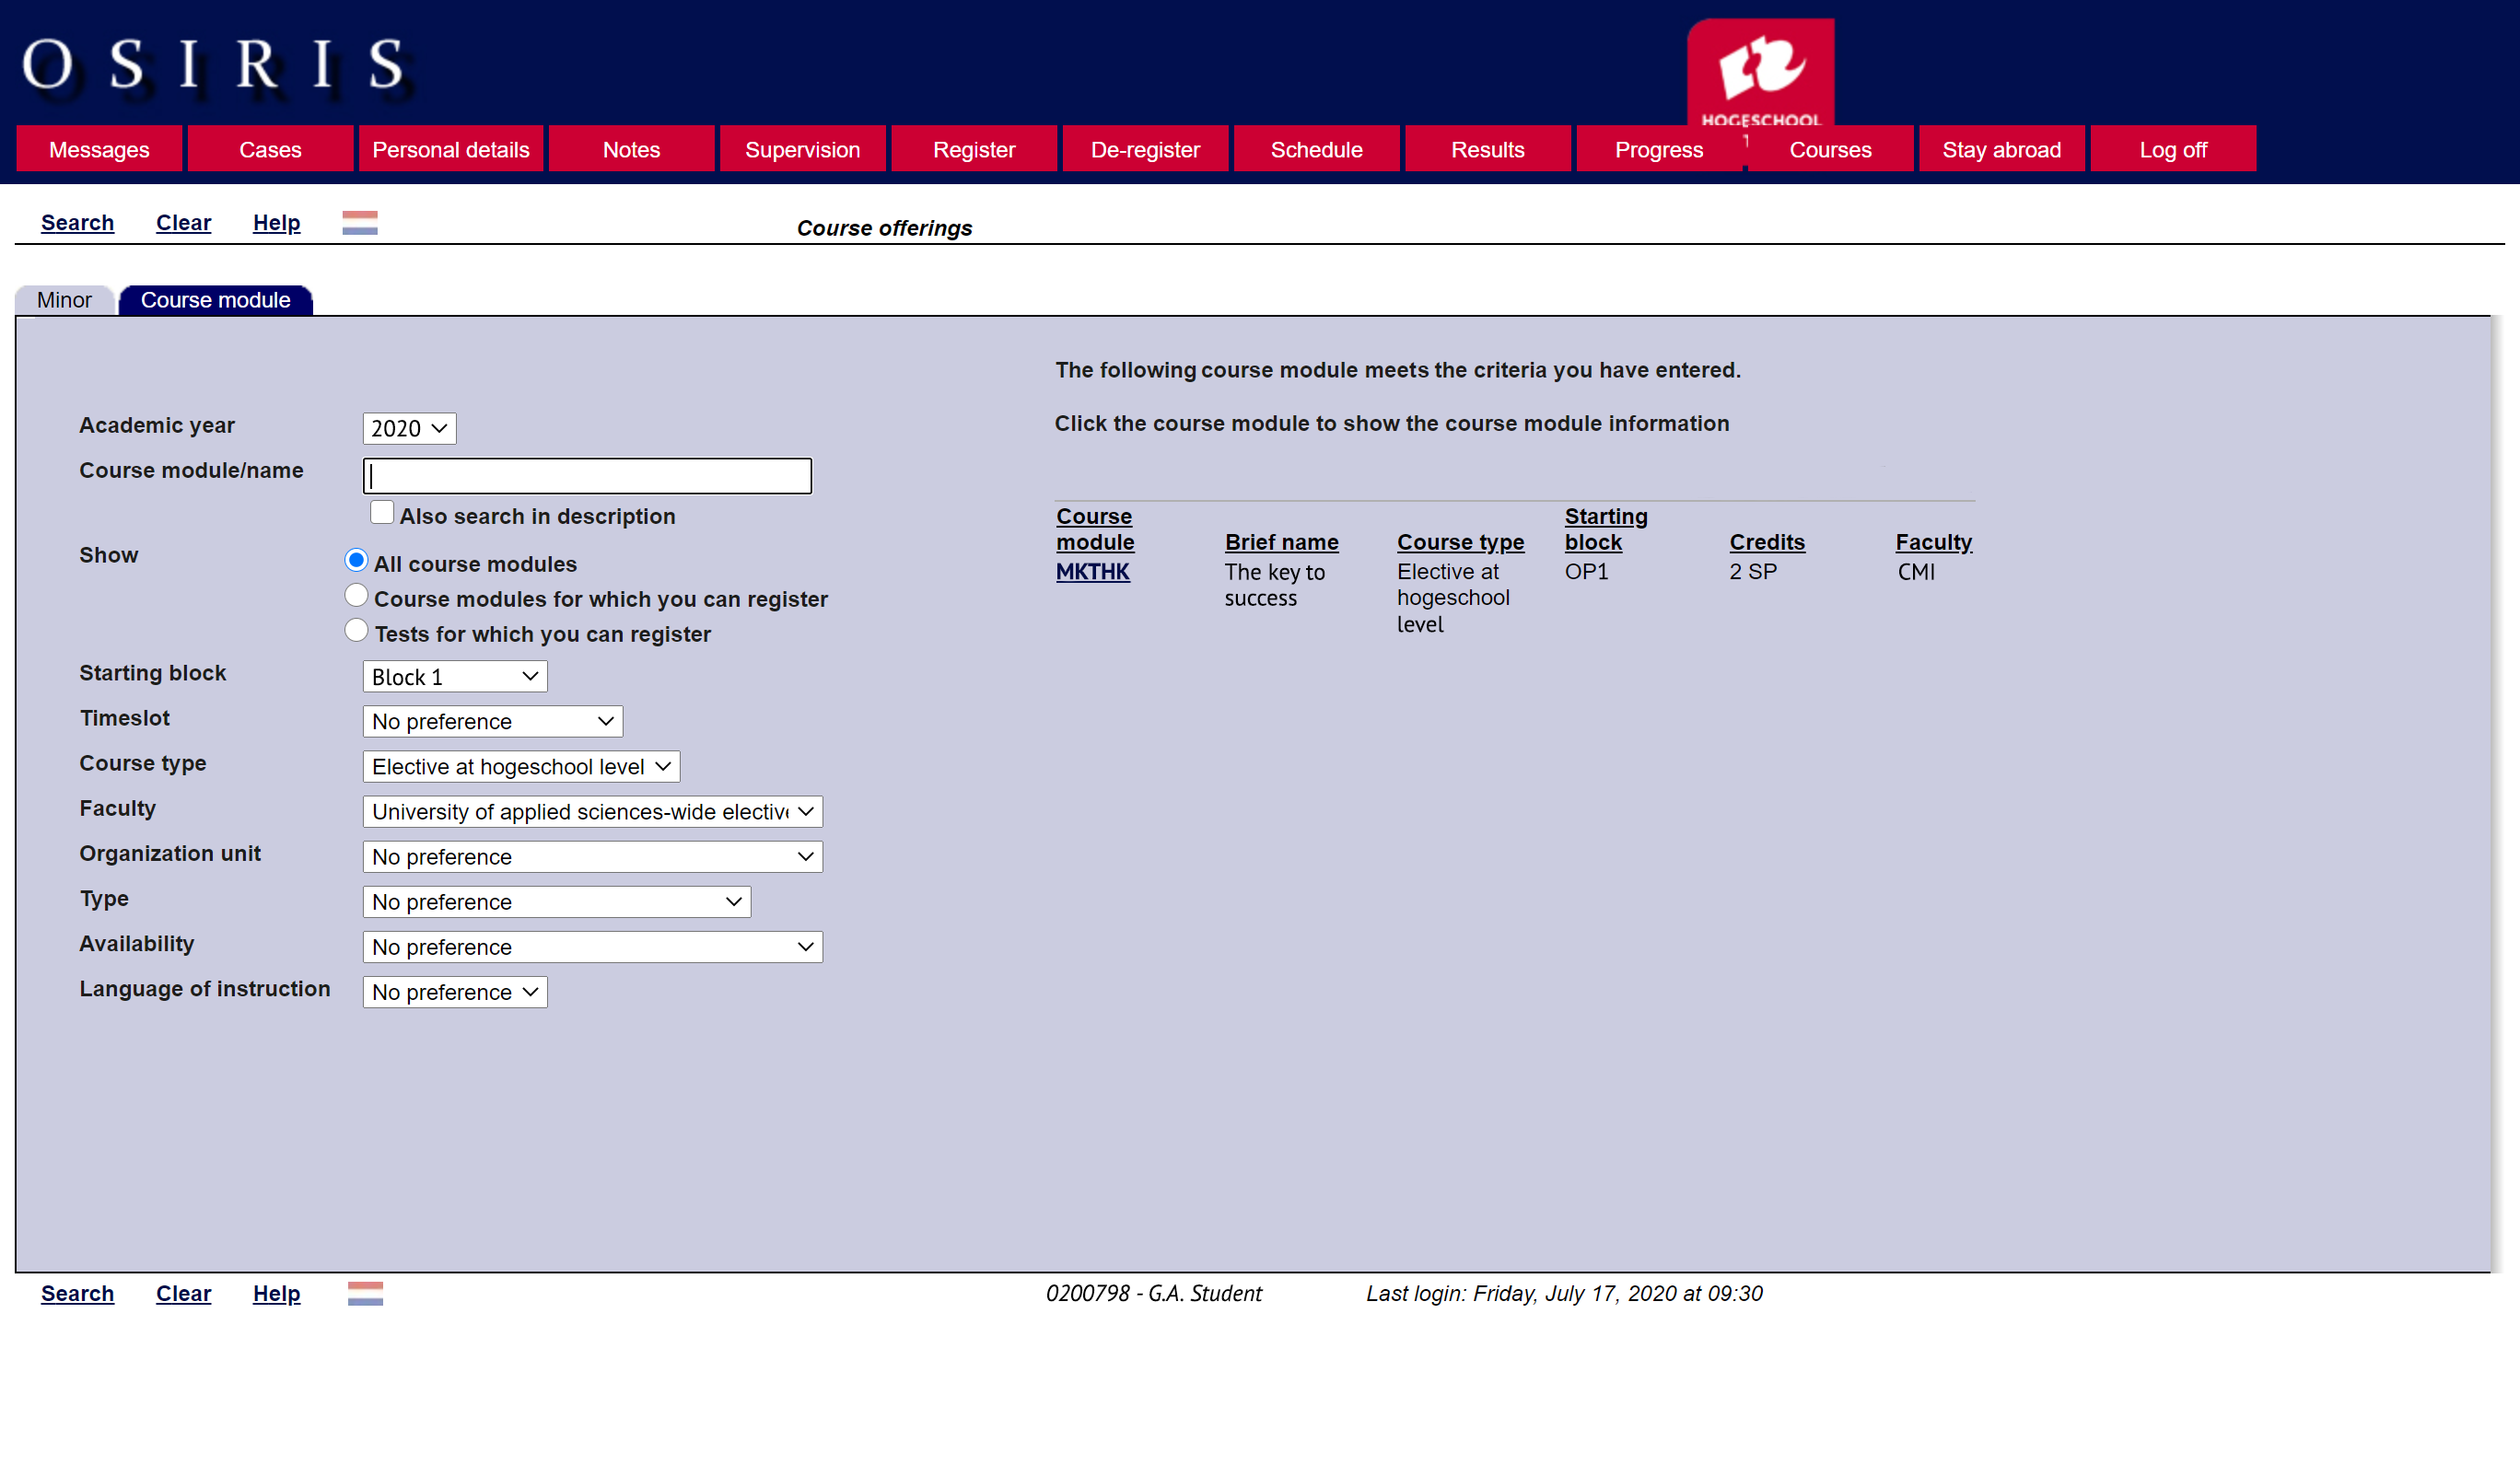 OSIRIS
HOGESCHOOL
Messages Cases Personal details Notes Supervision Register De-register Schedule Results Progress Courses Stay abroad Log off
Search Clear Help
Course offerings
Minor Course module
The following course module meets the criteria you have entered.
Click the course module to show the course module information
Academic year 2020
Course module/name
Also search in description
Show
All course modules
Course modules for which you can register
Tests for which you can register
Starting block Block 1
Timeslot No preference
Course type Elective at hogeschool level
Faculty University of applied sciences-wide elective
Organization unit No preference
Type No preference
Availability No preference
Language of instruction No preference
Course module Brief name Course type Starting block Credits Faculty
MKTHK The key to success Elective at hogeschool level OP1 2 SP CMI
Search Clear Help
0200798 - G.A. Student Last login: Friday, July 17, 2020 at 09:30